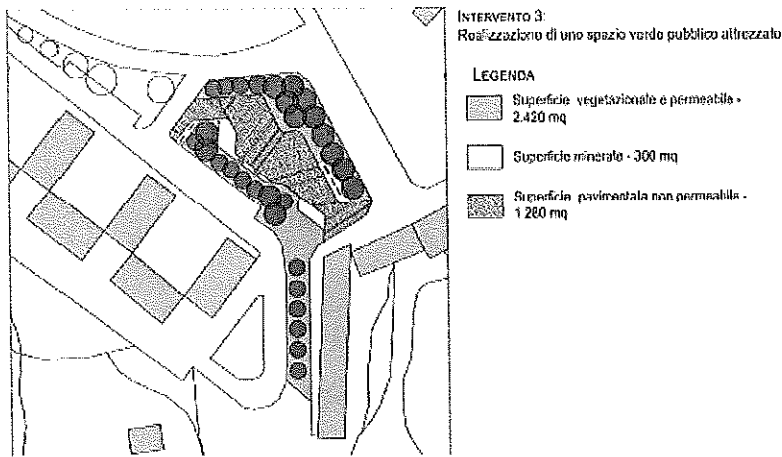 INTERVENTO 3:
Realizzazione di uno spazio verde pubblico attrezzato
LEGENDA
Superficie vegetazionale e permeabile -
2.420 mq
Superficie minerale - 300 mq
Superficie pavimentata non permeabile -
1 280 mq